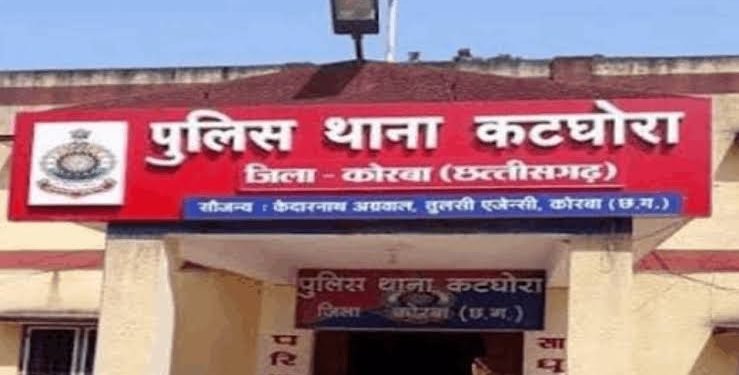 पुलिस थाना कटघोरा
जिला - कोरबा (छत्तीसगढ़)
सौजन्य : केदारनाथ अग्रवाल, तुलसी एजेन्सी, कोरबा (छ.ग.)
पुलिस थाना कटघोरा
जिला कोरबा (छ.ग.)
प
रि
सा
धू